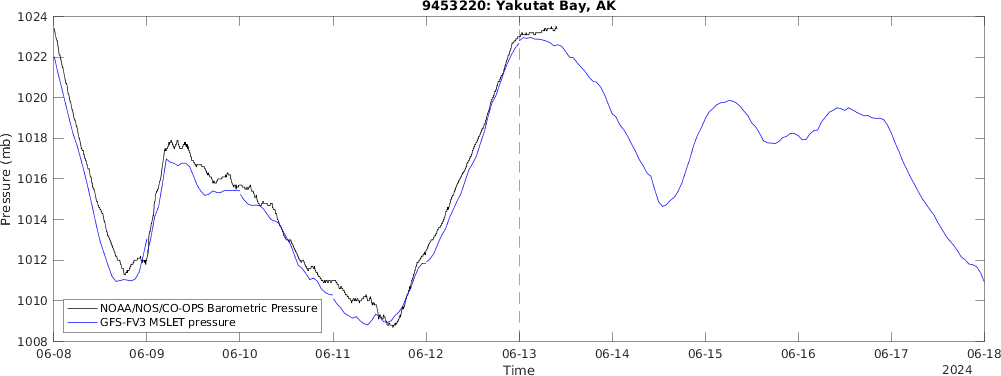 9453220: Yakutat Bay, AK
1024
1022
1020
1018
1016
1014
1012
1010
1008
Pressure (mb)
NOAA/NOS/CO-OPS Barometric Pressure
GFS-FV3 MSLET pressure
06-08 06-09 06-10 06-11 06-12 06-13 06-14 06-15 06-16 06-17 06-18
Time
2024